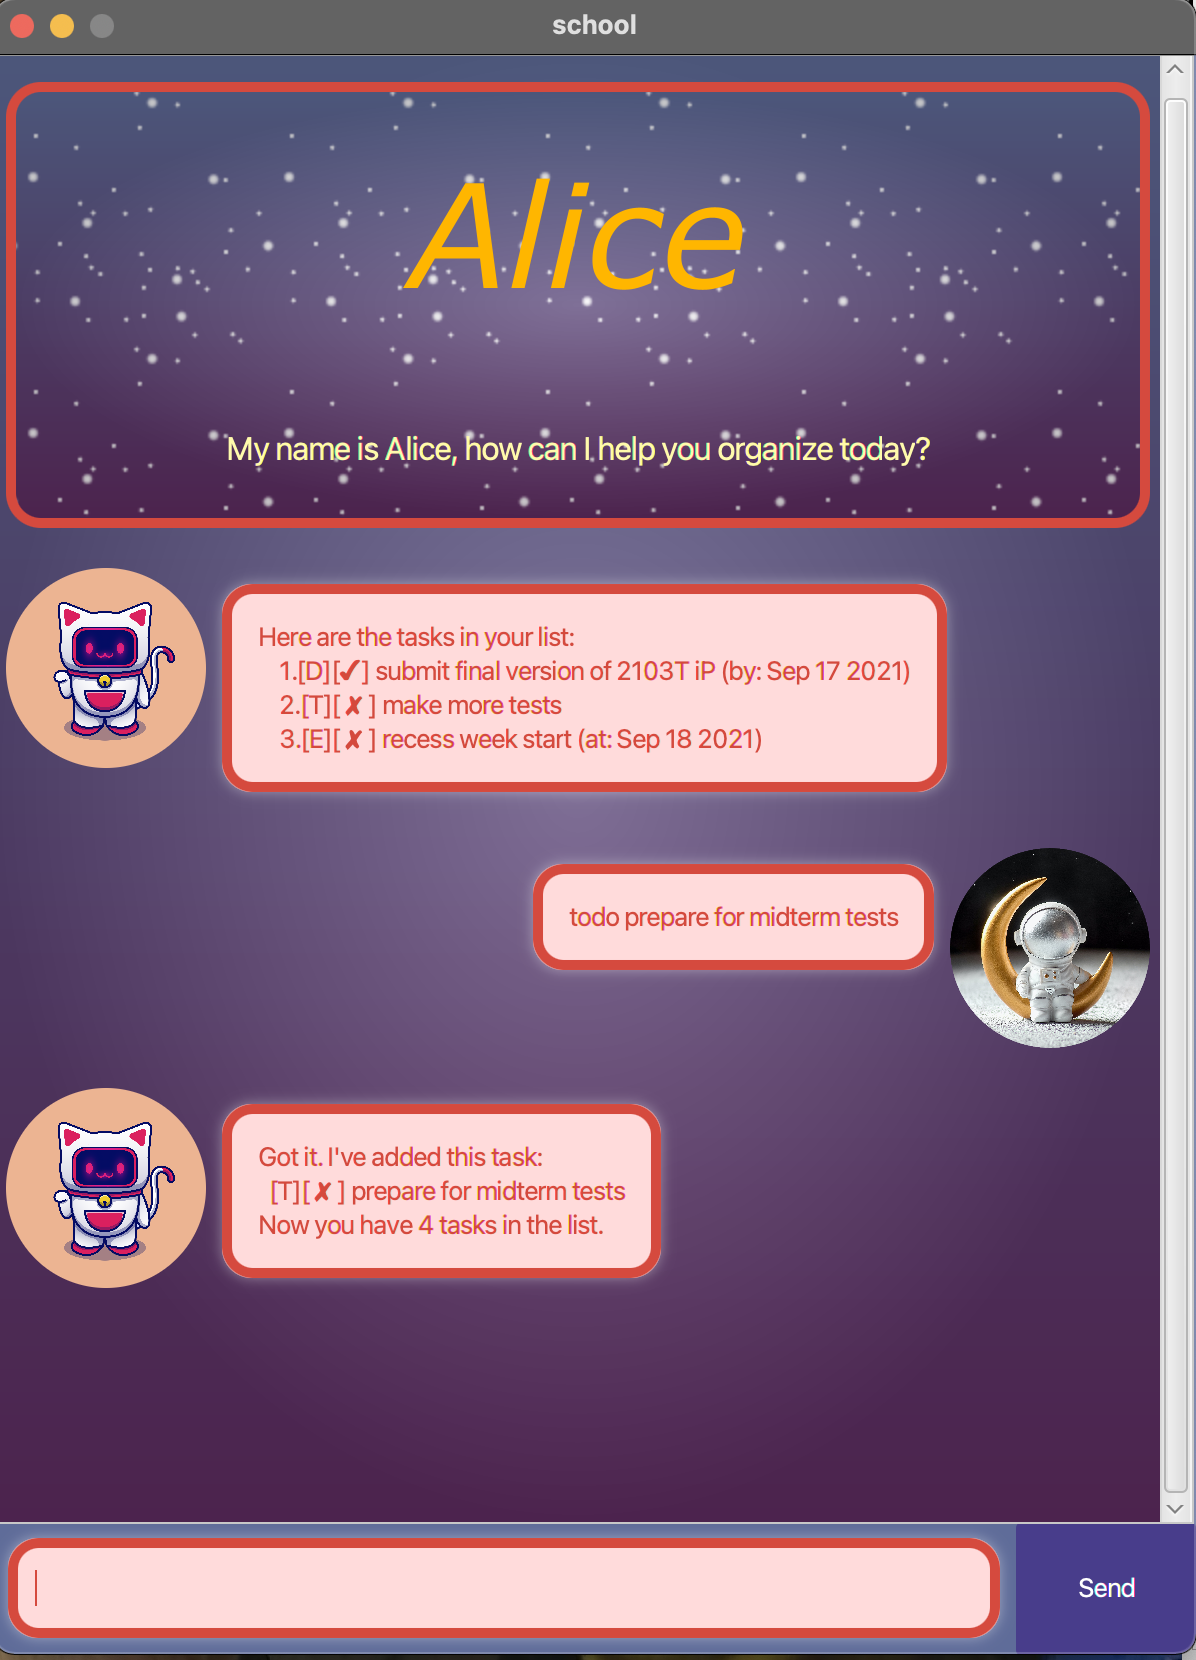 school
Alice
My name is Alice, how can I help you organize today?
Here are the tasks in your list:
1.[D][✔] submit final version of 2103T iP (by: Sep 17 2021)
2.[T][✘] make more tests
3.[E][✘] recess week start (at: Sep 18 2021)
todo prepare for midterm tests
Got it. I've added this task:
[T][✘] prepare for midterm tests
Now you have 4 tasks in the list.
Send